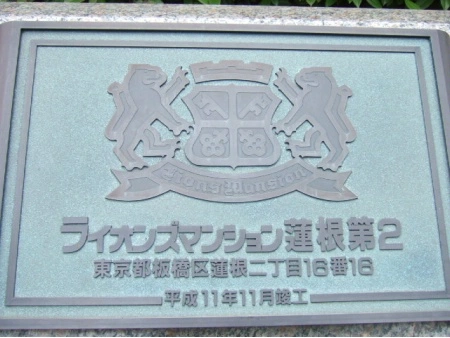 Lions Mansion
ライオンズマンション蓮根第2
東京都板橋区蓮根二丁目16番16
平成11年11月竣工